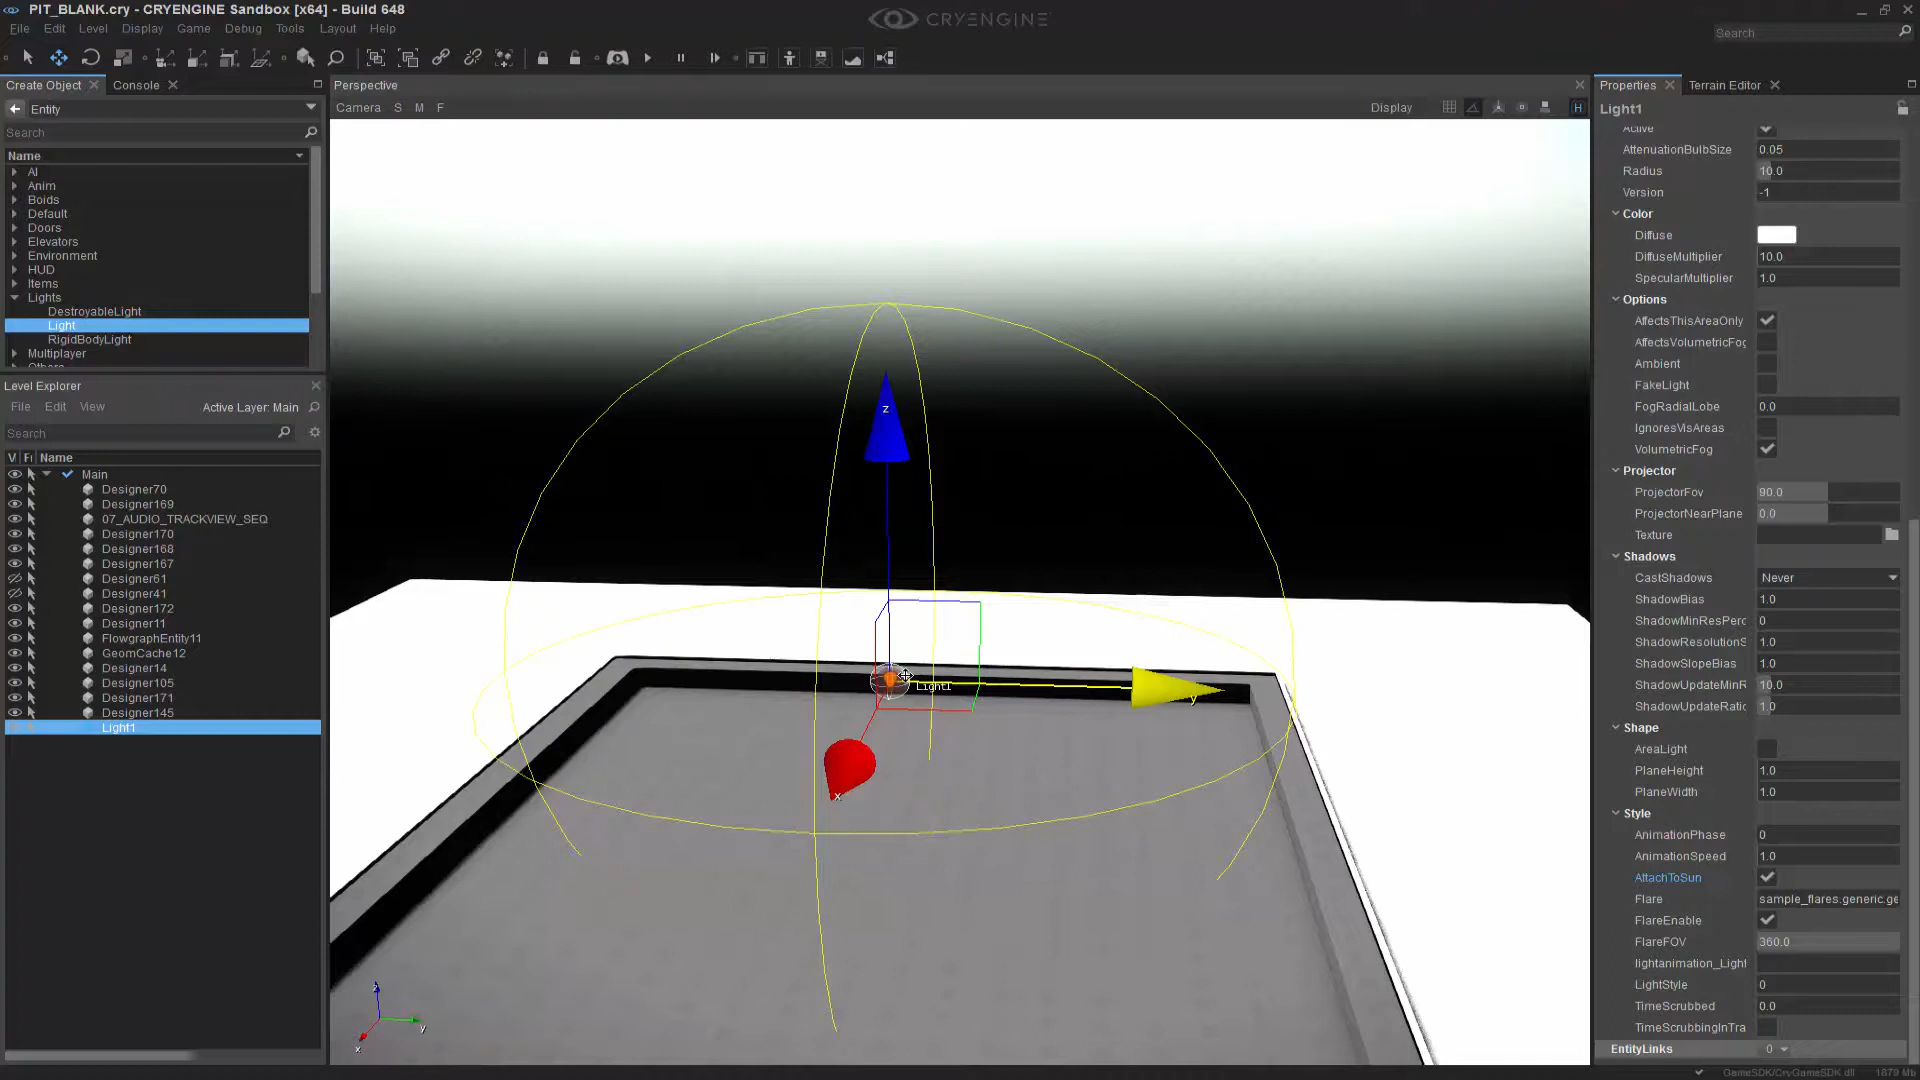 PIT_BLANK.cry - CRYENGINE Sandbox [x64] - Build 648
CRYENGINE
File Edit Level Display Game Debug Tools Layout Help
Search
Create Object
Console
Entity
Search
Name
AI
Anim
Boids
Default
Doors
Elevators
Environment
HUD
Items
Lights
DestroyableLight
Light
RigidBodyLight
Multiplayer
Level Explorer
File Edit View Active Layer: Main
Search
V Fr Name
Main
Designer70
Designer169
07_AUDIO_TRACKVIEW_SEQ
Designer170
Designer168
Designer167
Designer61
Designer41
Designer172
Designer11
FlowgraphEntity11
GeomCache12
Designer14
Designer105
Designer171
Designer145
Light1
Perspective
Camera S M F
Display
H
z
Light1
y
x
z
y
x
Properties
Terrain Editor
Light1
Active
AttenuationBulbSize 0.05
Radius 10.0
Version -1
Color
Diffuse
DiffuseMultiplier 10.0
SpecularMultiplier 1.0
Options
AffectsThisAreaOnly
AffectsVolumetricFog
Ambient
FakeLight
FogRadialLobe 0.0
IgnoresVisAreas
VolumetricFog
Projector
ProjectorFov 90.0
ProjectorNearPlane 0.0
Texture
Shadows
CastShadows Never
ShadowBias 1.0
ShadowMinResPerc 0
ShadowResolutionS 1.0
ShadowSlopeBias 1.0
ShadowUpdateMinR 10.0
ShadowUpdateRatio 1.0
Shape
AreaLight
PlaneHeight 1.0
PlaneWidth 1.0
Style
AnimationPhase 0
AnimationSpeed 1.0
AttachToSun
Flare sample_flares.generic.ge
FlareEnable
FlareFOV 360.0
lightanimation_Light
LightStyle 0
TimeScrubbed 0.0
TimeScrubbingInTra
EntityLinks 0
GameSDK/CryGameSDK.dll 1879 Mb